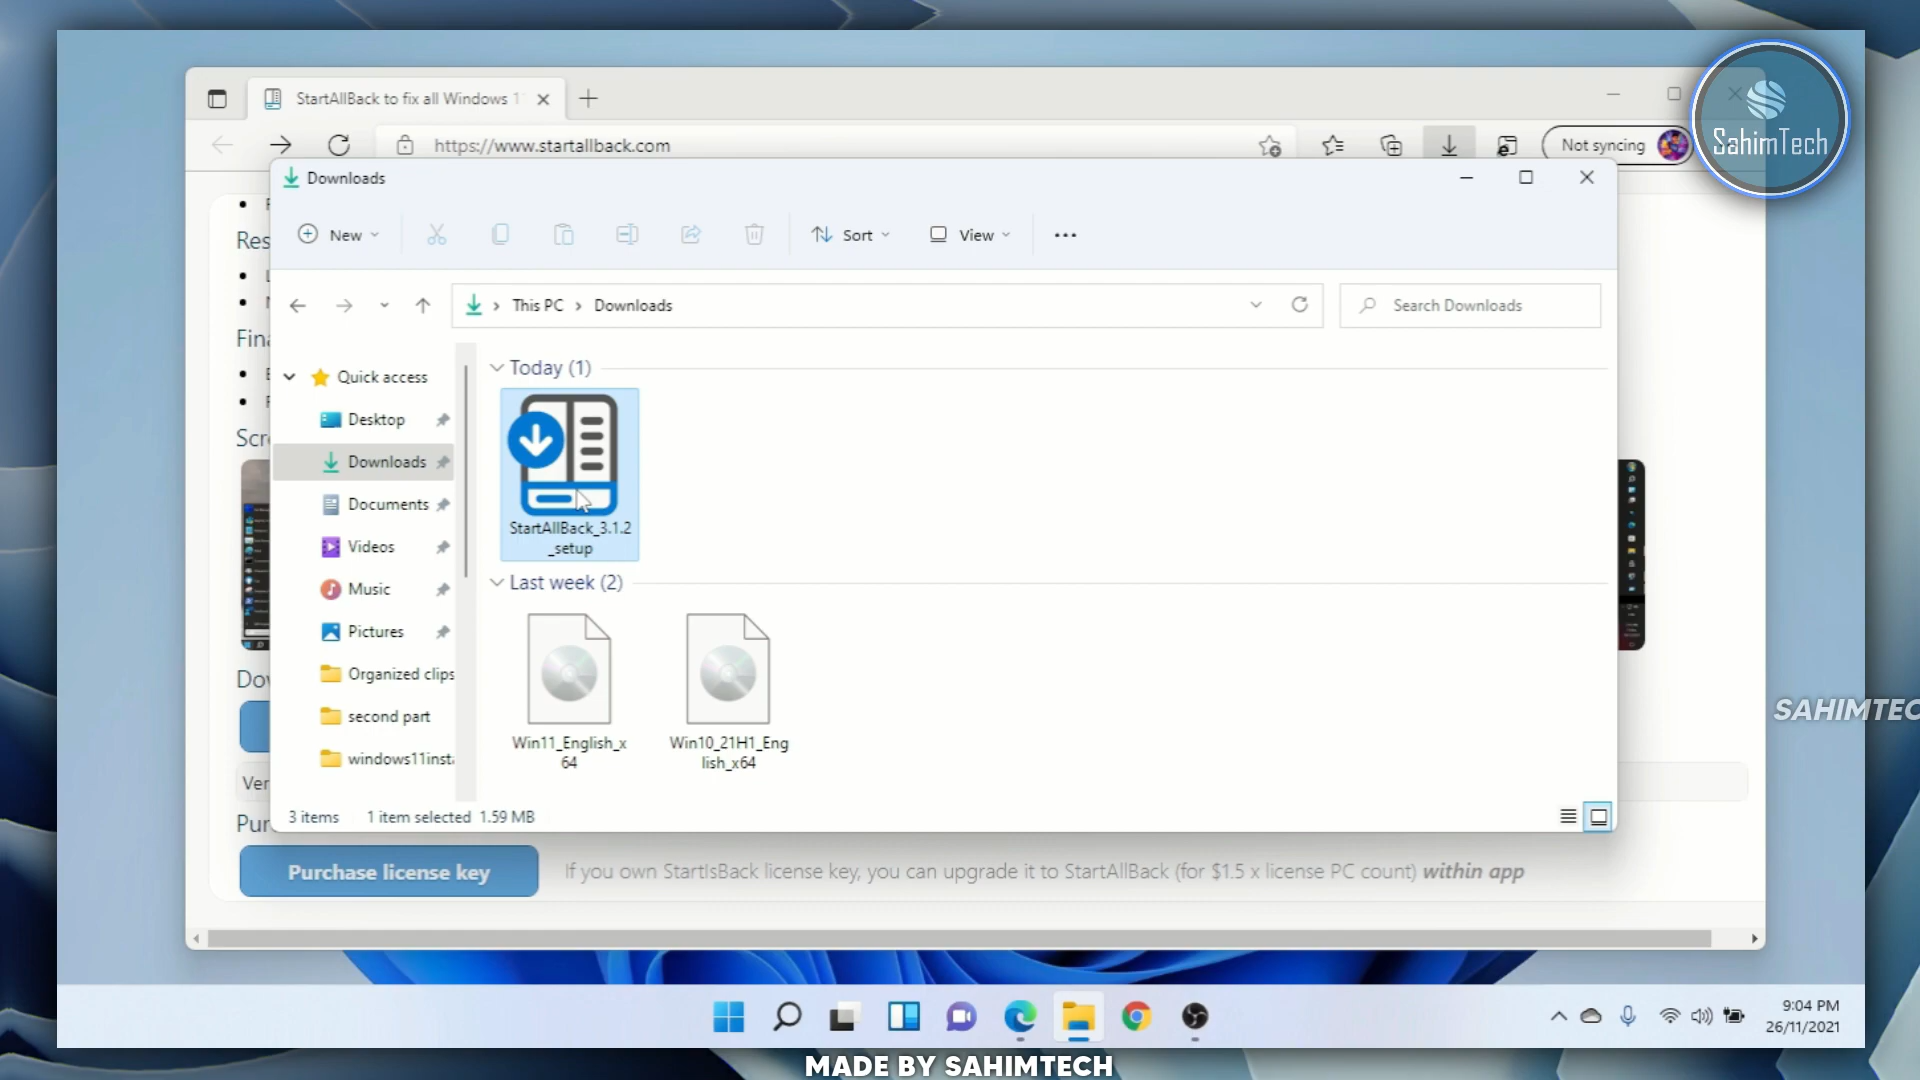 StartAllBack to fix all Windows 1
https://www.startallback.com
Not syncing
SahimTech
Downloads
New
Sort
View
This PC
Downloads
Search Downloads
Quick access
Desktop
Downloads
Documents
Videos
Music
Pictures
Organized clips
second part
windows11insta
Today (1)
StartAllBack_3.1.2
_setup
Last week (2)
Win11_English_x
64
Win10_21H1_Eng
lish_x64
3 items
1 item selected 1.59 MB
Res
Fina
Scr
Dov
Ver
Pur
Purchase license key
If you own StartIsBack license key, you can upgrade it to StartAllBack (for $1.5 x license PC count) within app
SAHIMTEC
9:04 PM
26/11/2021
MADE BY SAHIMTECH